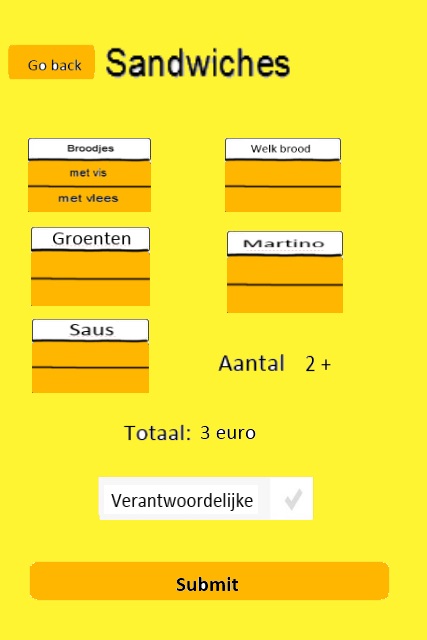 Go back
Sandwiches
Broodjes
met vis
met vlees
Welk brood
Groenten
Martino
Saus
Aantal 2 +
Totaal: 3 euro
Verantwoordelijke
Submit